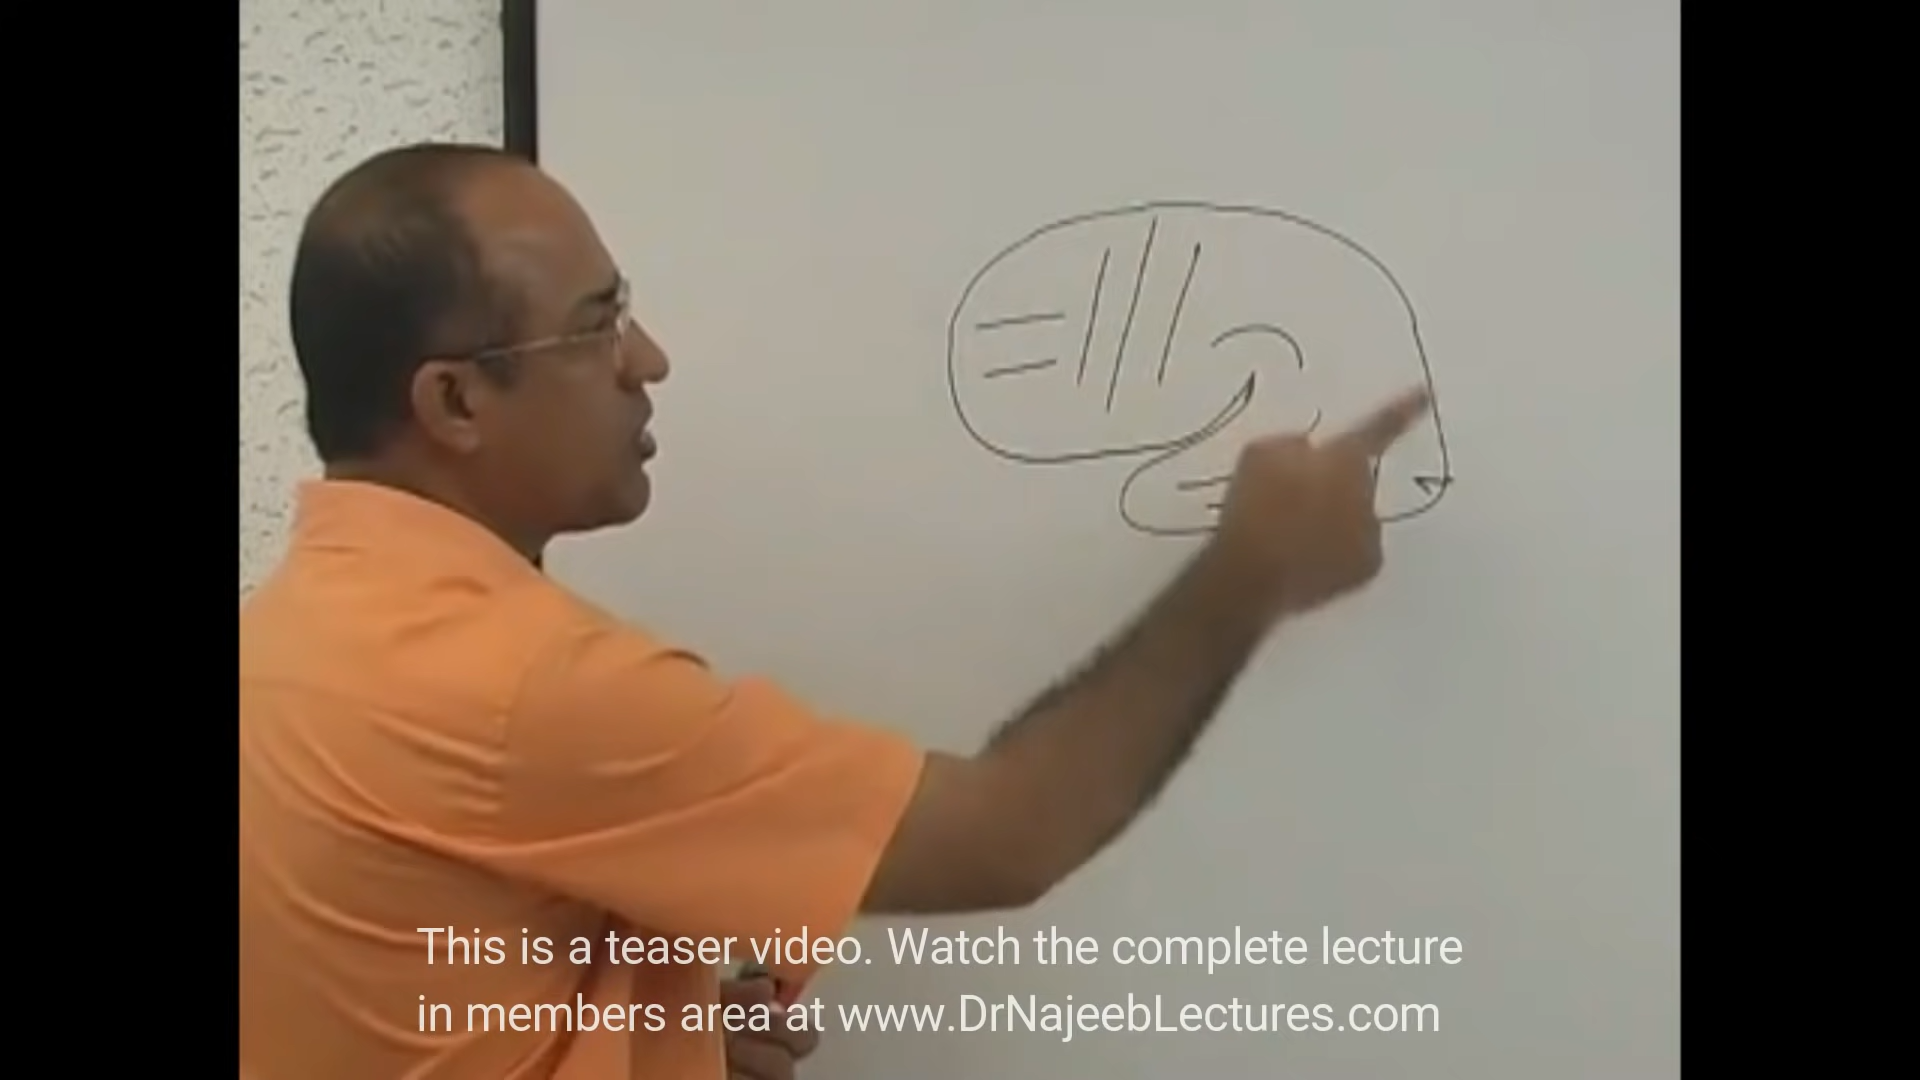 This is a teaser video. Watch the complete lecture
in members area at www.DrNajeebLectures.com